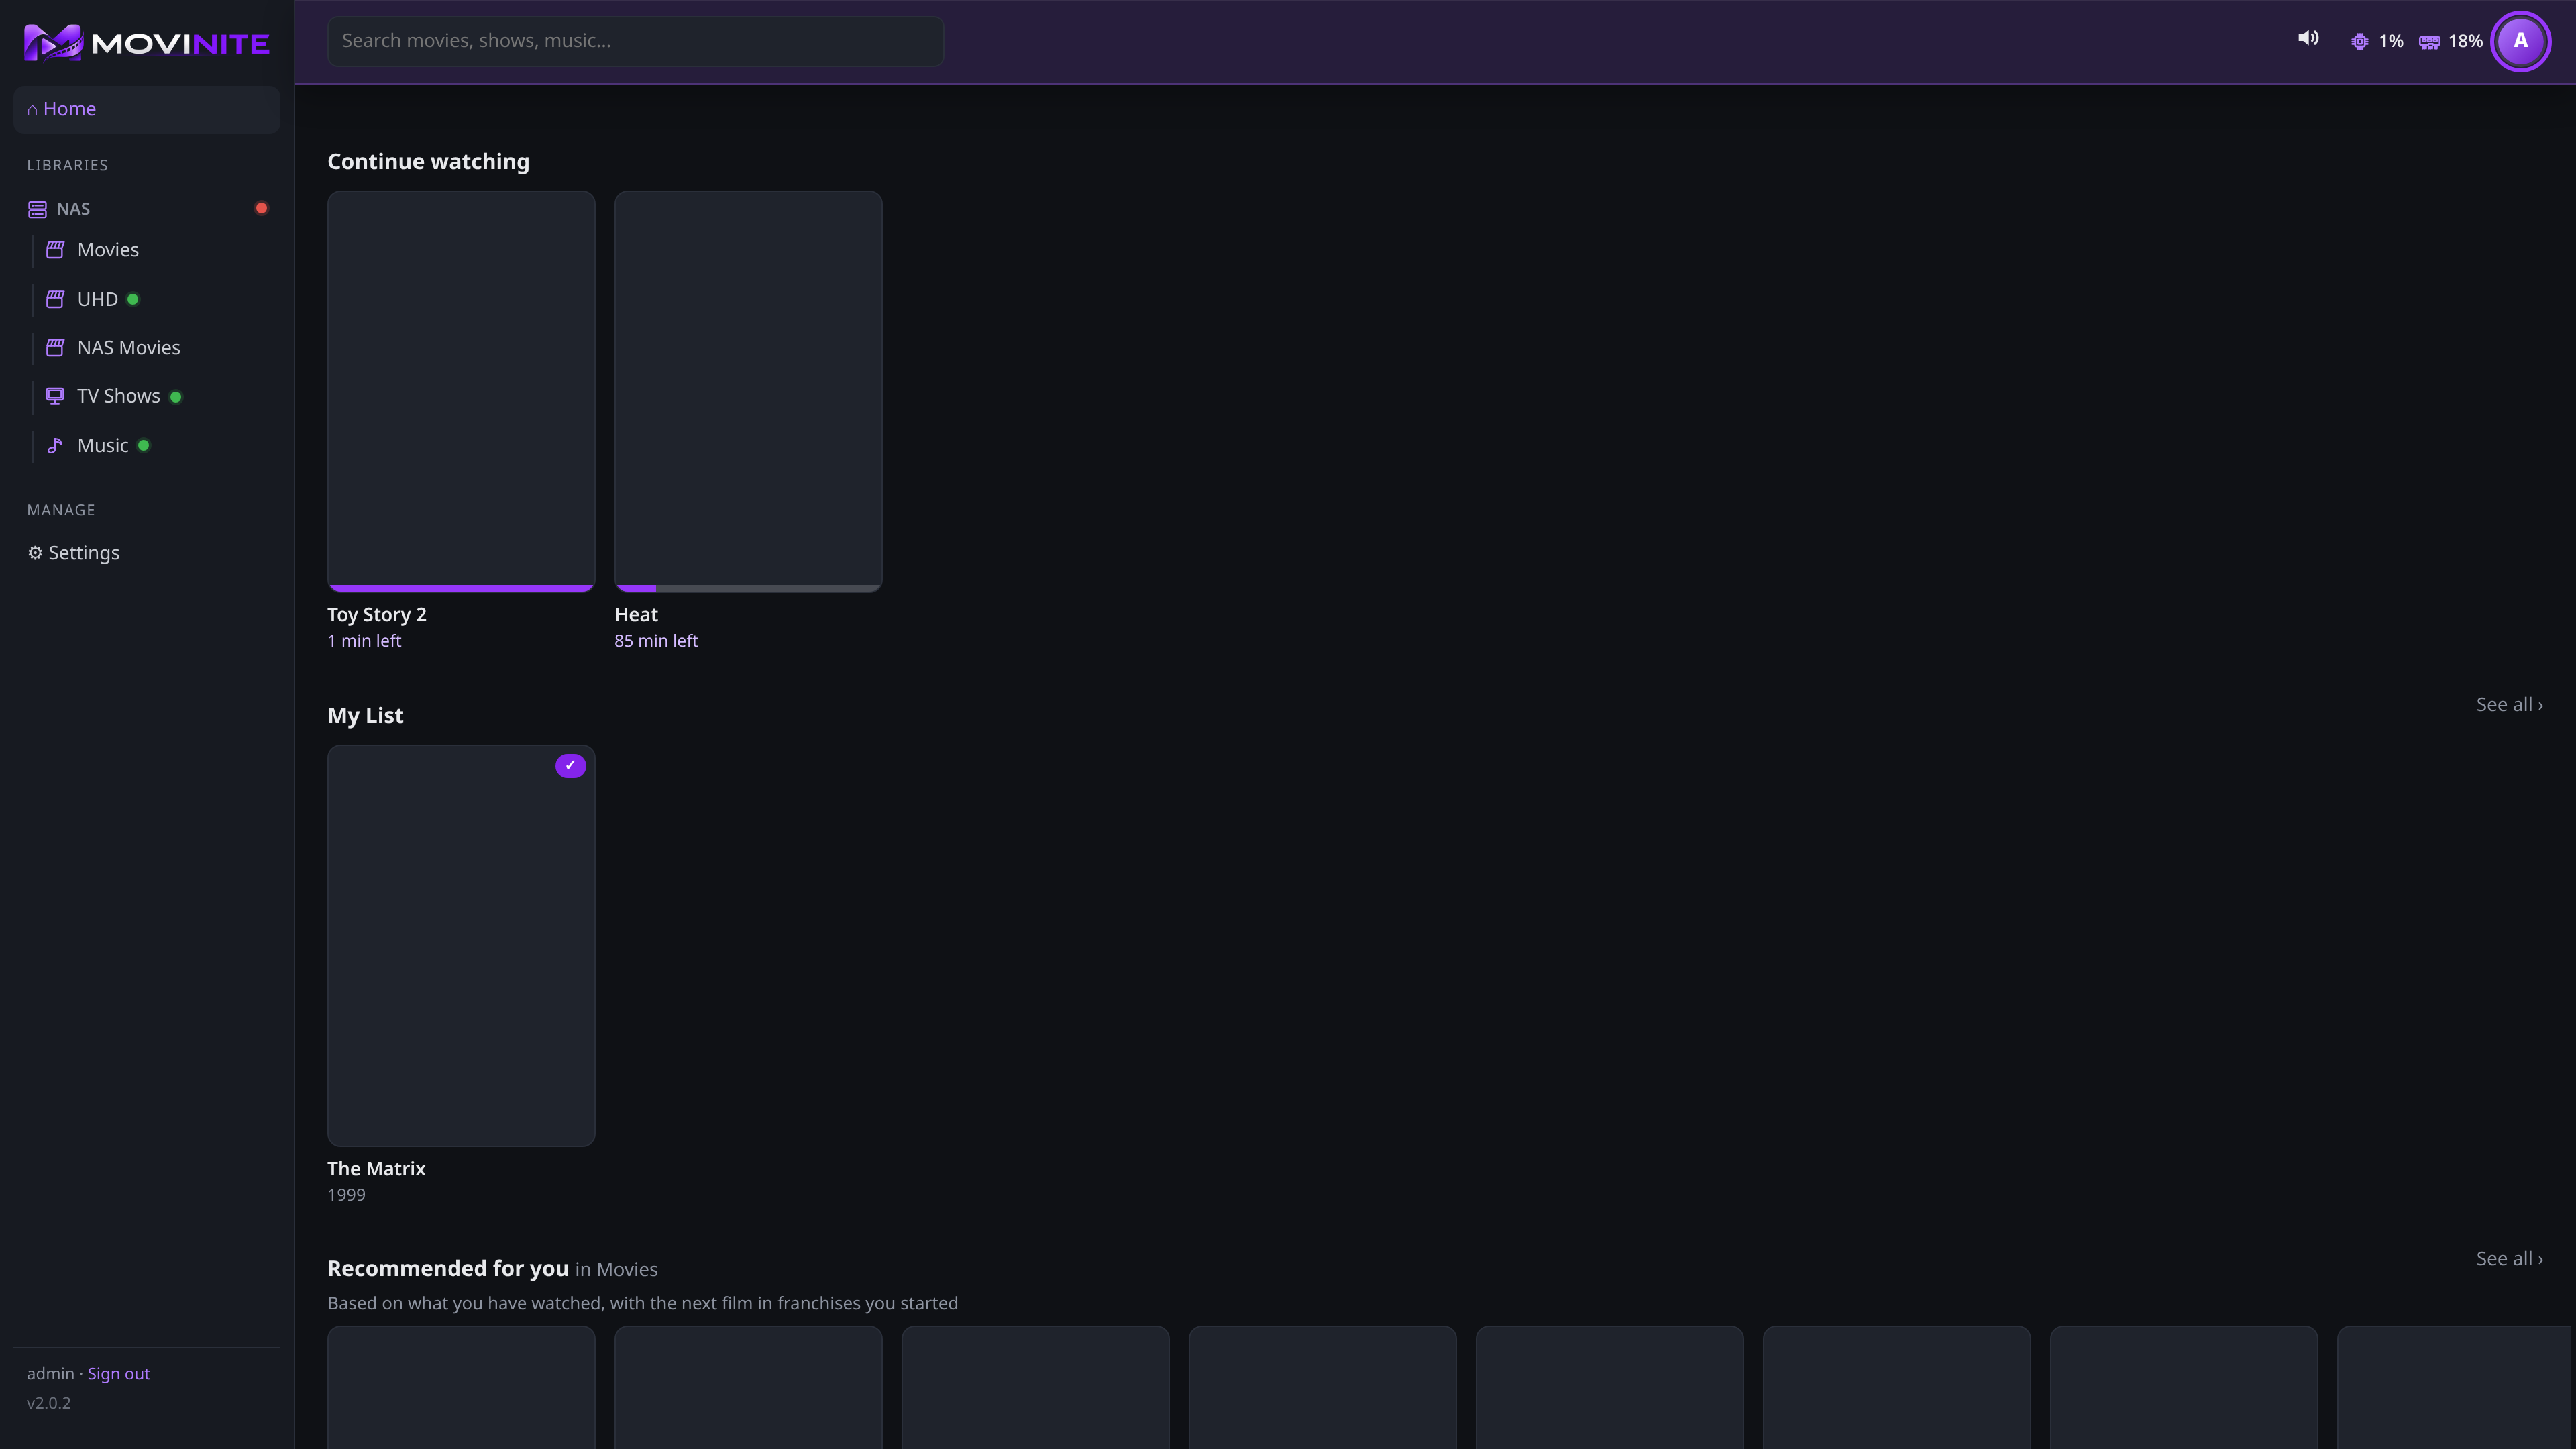 MOVINITE
Search movies, shows, music...
1% 18% A
⌂ Home
LIBRARIES
NAS
Movies
UHD
NAS Movies
TV Shows
Music
MANAGE
⚙ Settings
admin · Sign out
v2.0.2
Continue watching
Toy Story 2
1 min left
Heat
85 min left
My List
See all ›
✓
The Matrix
1999
Recommended for you in Movies
See all ›
Based on what you have watched, with the next film in franchises you started